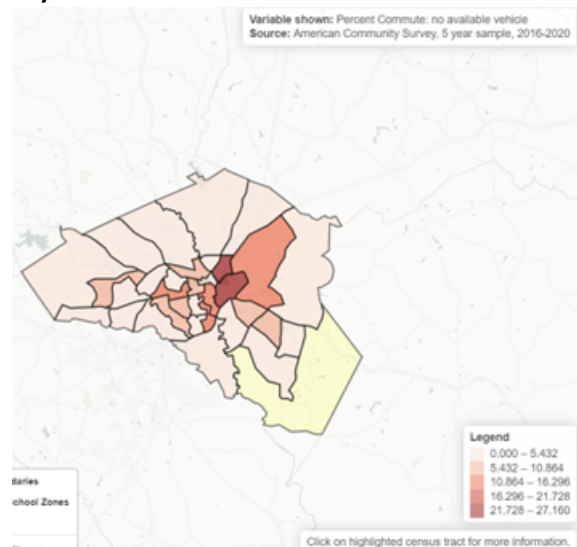 Variable shown: Percent Commute: no available vehicle
Source: American Community Survey, 5 year sample, 2016-2020
Legend
0.000 – 5.432
5.432 – 10.864
10.864 – 16.296
16.296 – 21.728
21.728 – 27.160
daries
chool Zones
Click on highlighted census tract for more information.